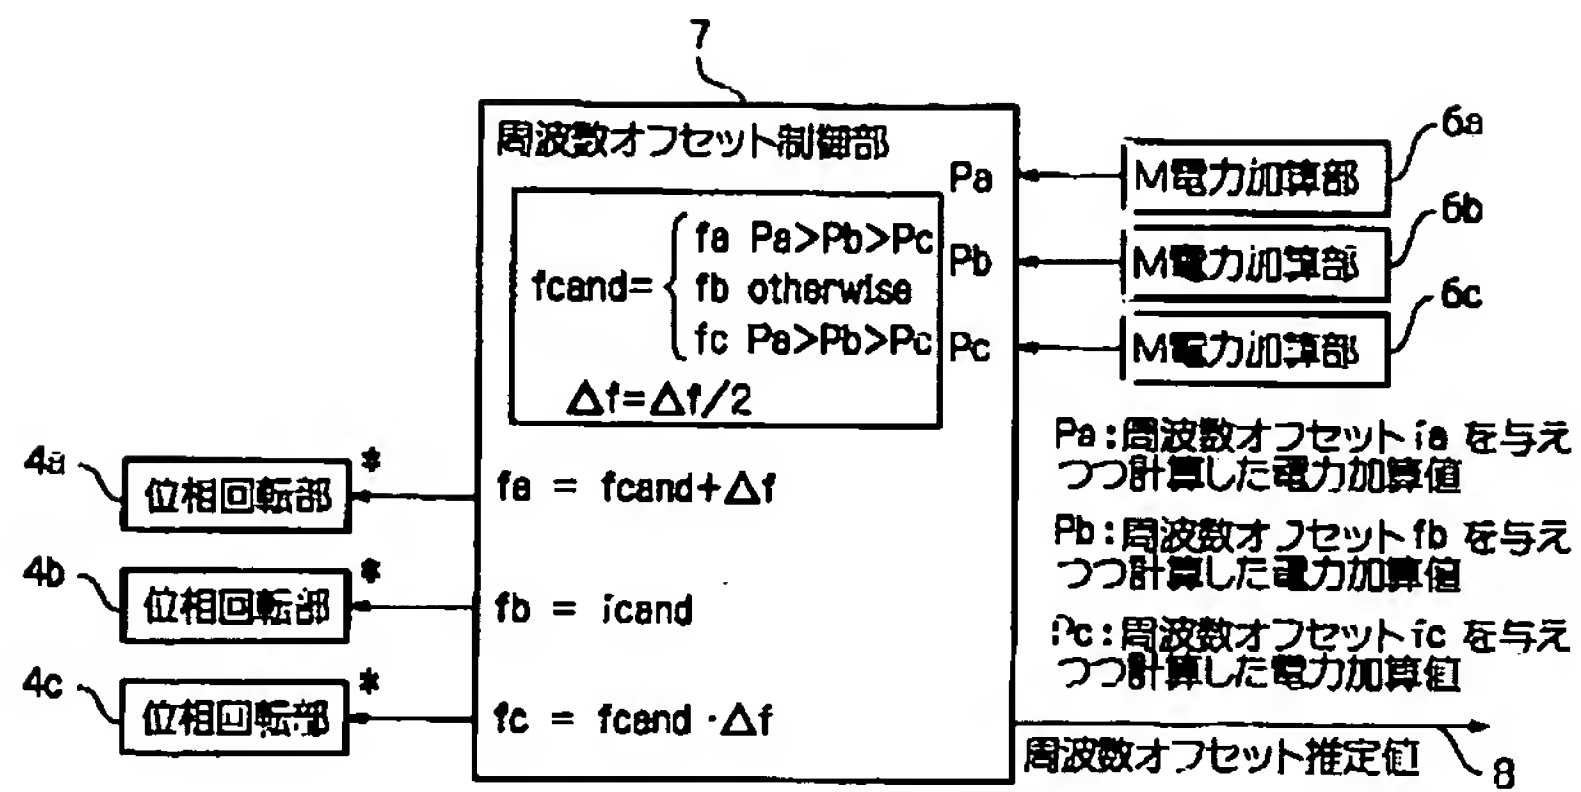 7
周波数オフセット制御部
fcand=
fa Pa>Pb>Pc
fb otherwise
fc Pa>Pb>Pc
Δf=Δf/2
Pa
Pb
Pc
M電力加算部
6a
M電力加算部
6b
M電力加算部
6c
4a
位相回転部
*
fa = fcand+Δf
4b
位相回転部
*
fb = fcand
4c
位相回転部
*
fc = fcand-Δf
Pa:周波数オフセット fa を与え
つつ計算した電力加算値
Pb:周波数オフセット fb を与え
つつ計算した電力加算値
Pc:周波数オフセット fc を与え
つつ計算した電力加算値
周波数オフセット推定値
8